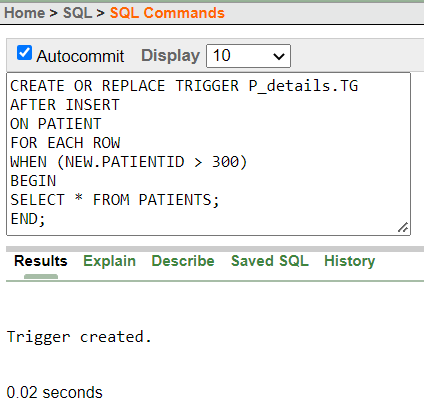 Home > SQL > SQL Commands
Autocommit Display 10
CREATE OR REPLACE TRIGGER P_details.TG
AFTER INSERT
ON PATIENT
FOR EACH ROW
WHEN (NEW.PATIENTID > 300)
BEGIN
SELECT * FROM PATIENTS;
END;
Results Explain Describe Saved SQL History
Trigger created.
0.02 seconds